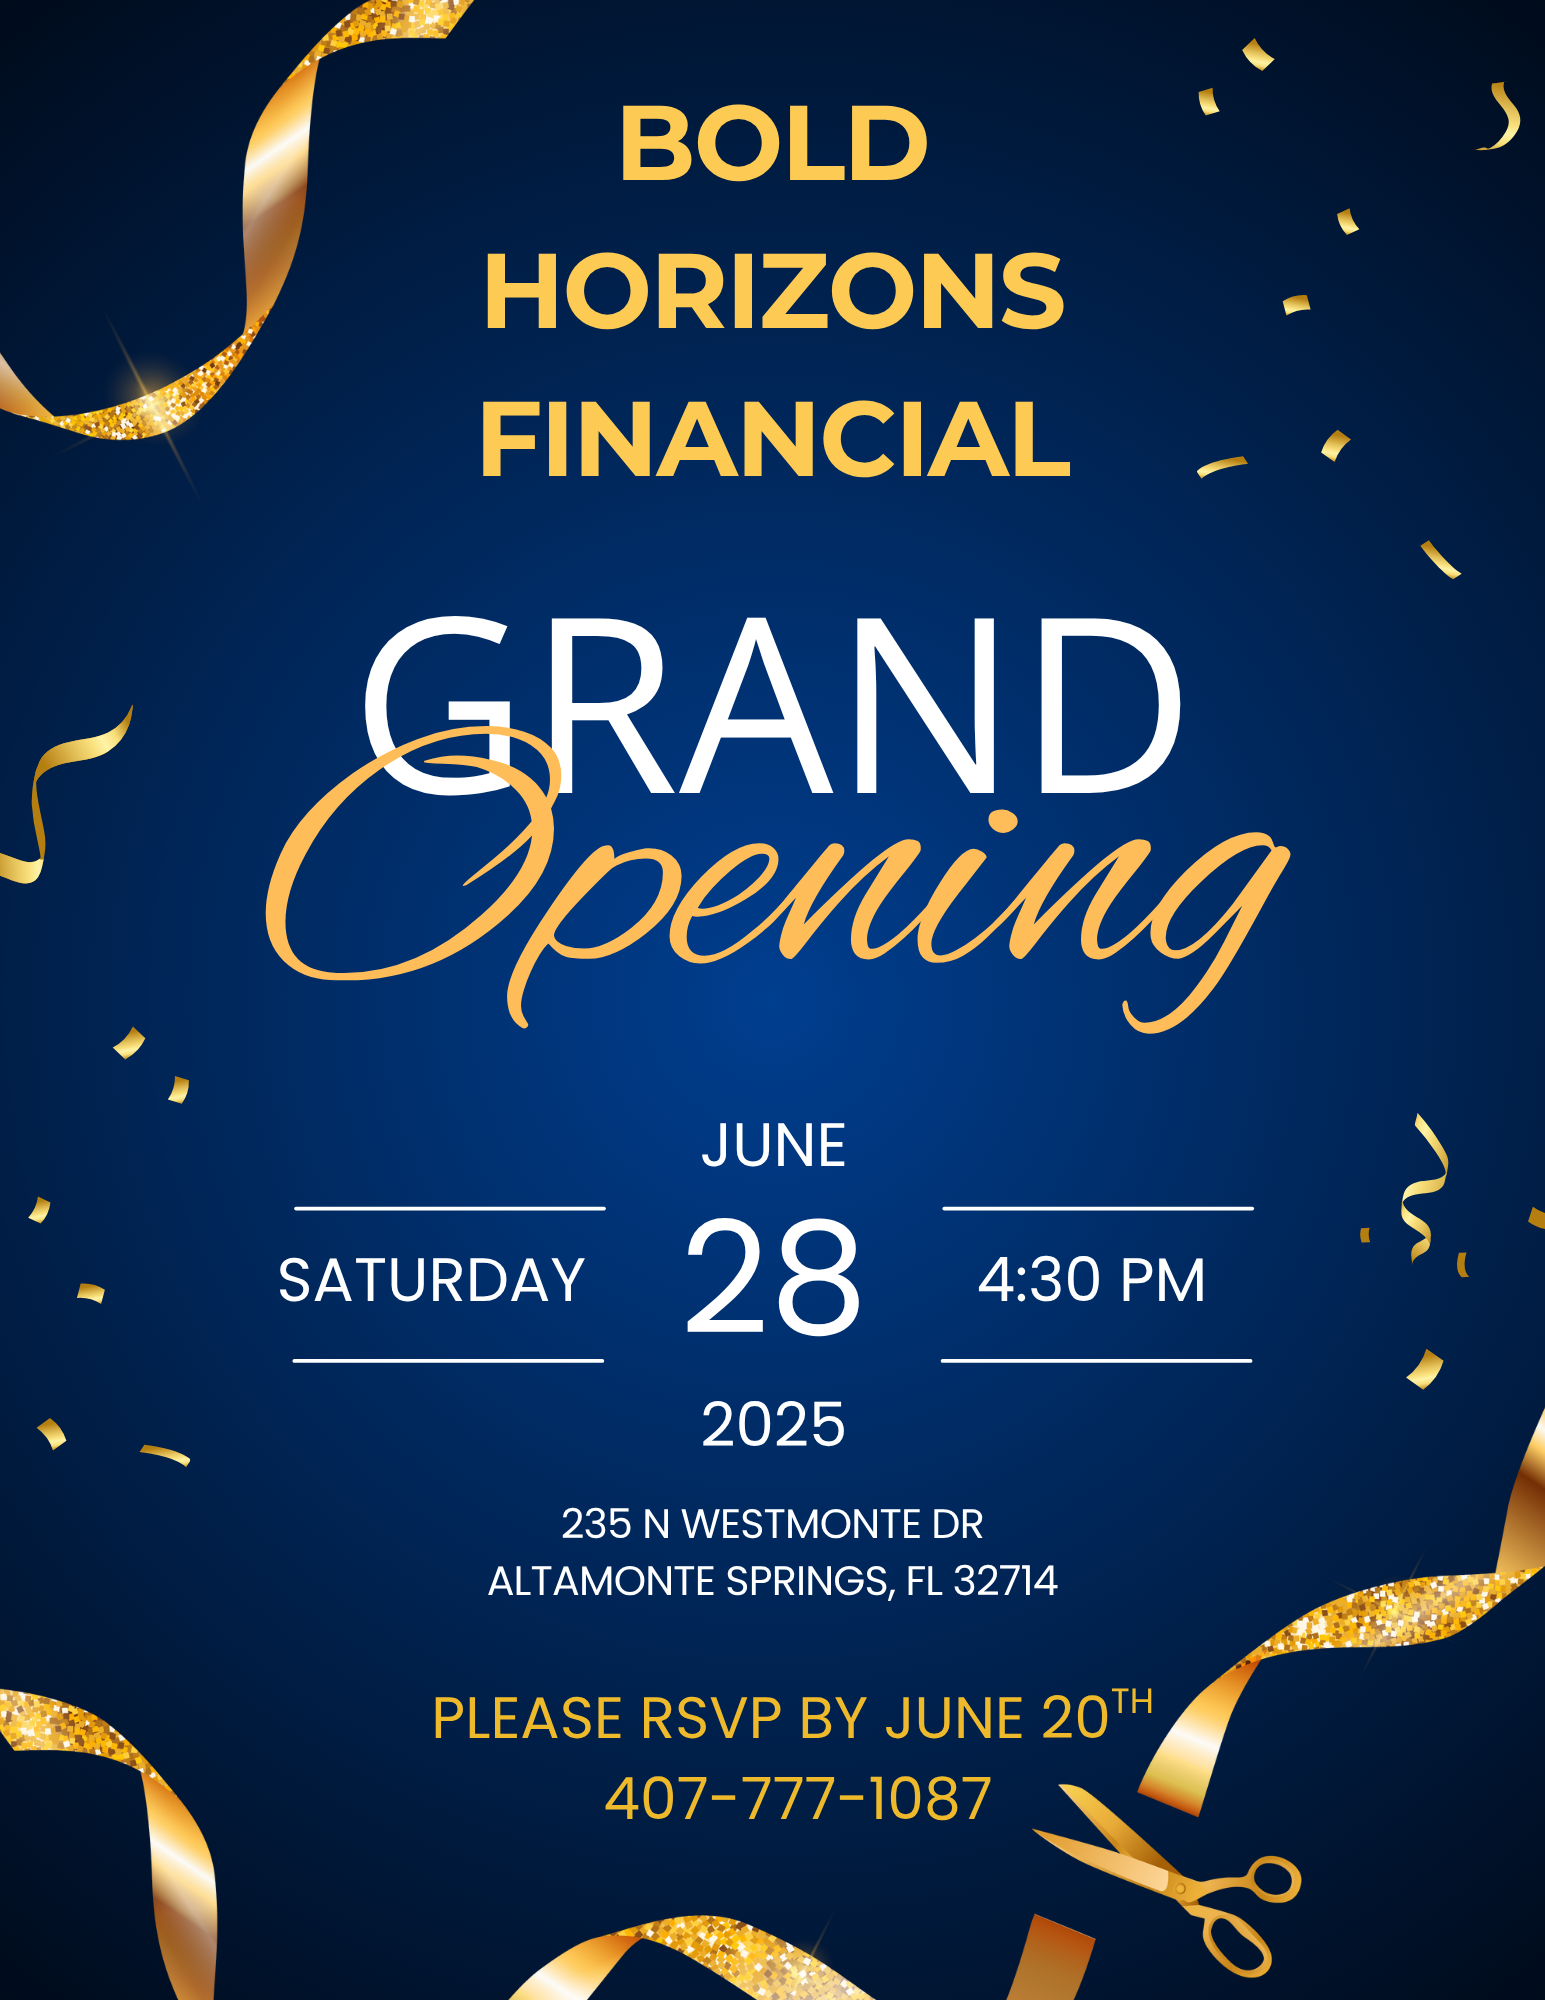 BOLD
HORIZONS
FINANCIAL
GRAND
Opening
JUNE
SATURDAY 28 4:30 PM
2025
235 N WESTMONTE DR
ALTAMONTE SPRINGS, FL 32714
PLEASE RSVP BY JUNE 20TH
407-777-1087